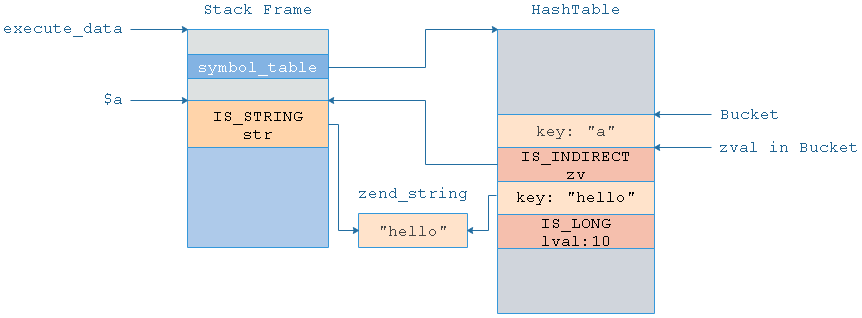 Stack Frame
HashTable
execute_data
symbol_table
$a
IS_STRING
str
Bucket
key: "a"
zval in Bucket
IS_INDIRECT
zv
zend_string
key: "hello"
"hello"
IS_LONG
lval:10